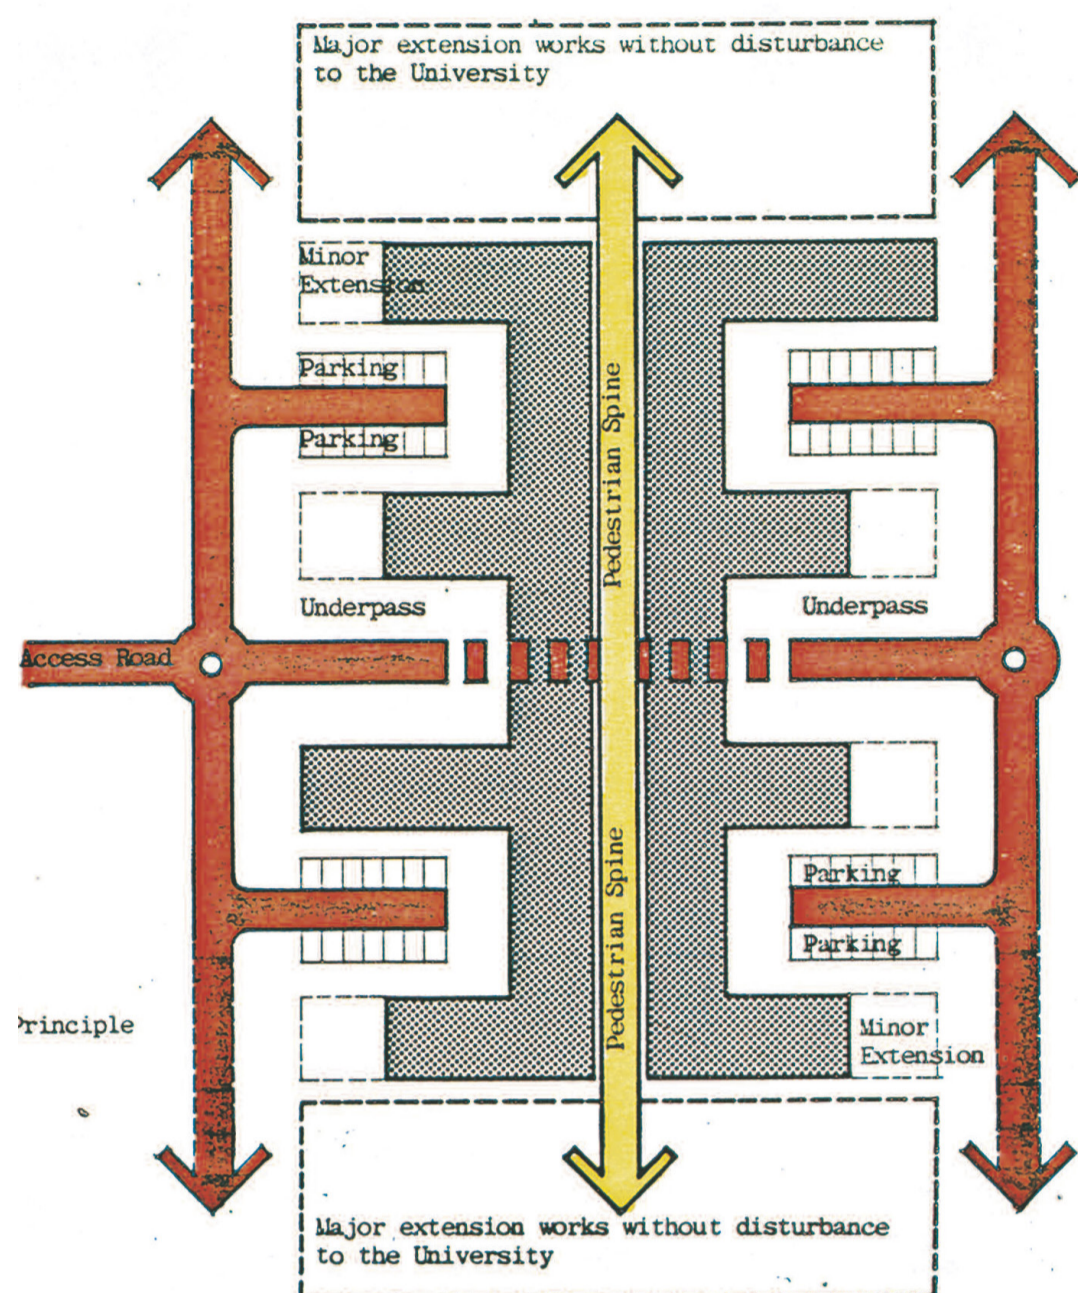 Major extension works without disturbance
to the University
Minor
Extension
Parking
Parking
Pedestrian Spine
Underpass
Underpass
Access Road
Pedestrian Spine
Parking
Parking
Principle
Minor
Extension
Major extension works without disturbance
to the University